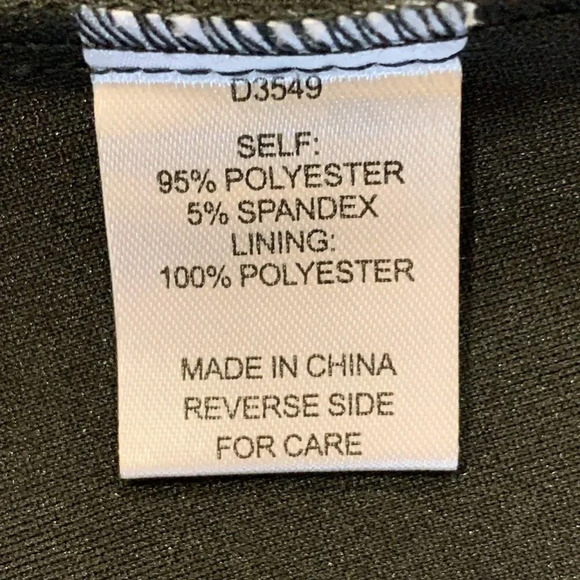 D3549
SELF:
95% POLYESTER
5% SPANDEX
LINING:
100% POLYESTER
MADE IN CHINA
REVERSE SIDE
FOR CARE